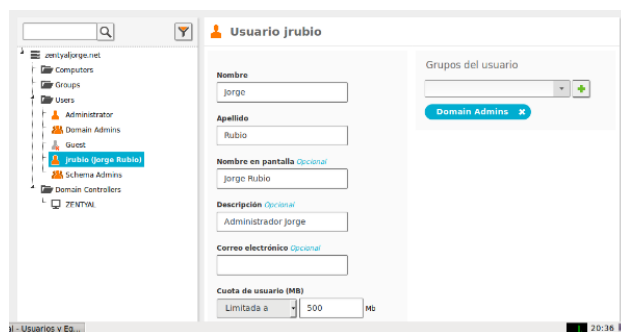 zentyaljorge.net
Computers
Groups
Users
Administrator
Domain Admins
Guest
jrubio (Jorge Rubio)
Schema Admins
Domain Controllers
ZENTYAL
Usuario jrubio
Nombre
Jorge
Apellido
Rubio
Nombre en pantalla Opcional
Jorge Rubio
Descripción Opcional
Administrador Jorge
Correo electrónico Opcional
Cuota de usuario (MB)
Limitada a 500 Mb
Grupos del usuario
Domain Admins x
al - Usuarios y Eq...
20:36